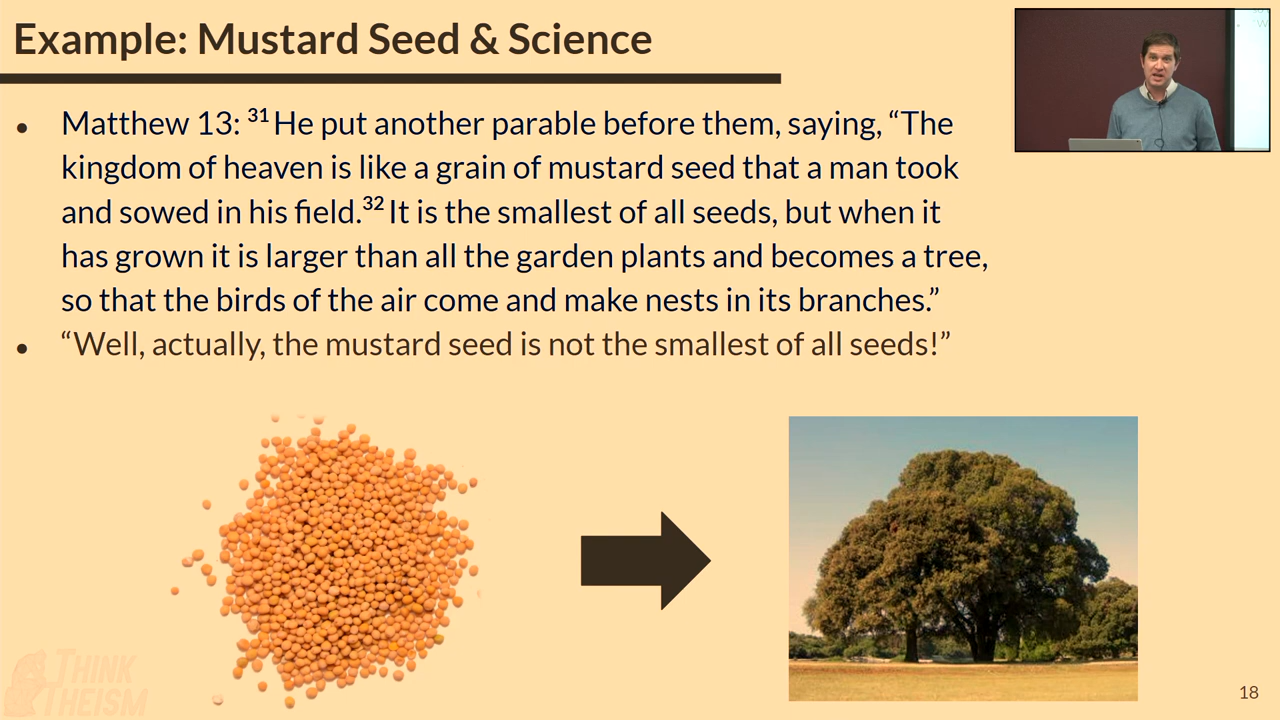 Example: Mustard Seed & Science
• Matthew 13: ³¹ He put another parable before them, saying, “The
kingdom of heaven is like a grain of mustard seed that a man took
and sowed in his field.³² It is the smallest of all seeds, but when it
has grown it is larger than all the garden plants and becomes a tree,
so that the birds of the air come and make nests in its branches.”
• “Well, actually, the mustard seed is not the smallest of all seeds!”
THINK
THEISM
18